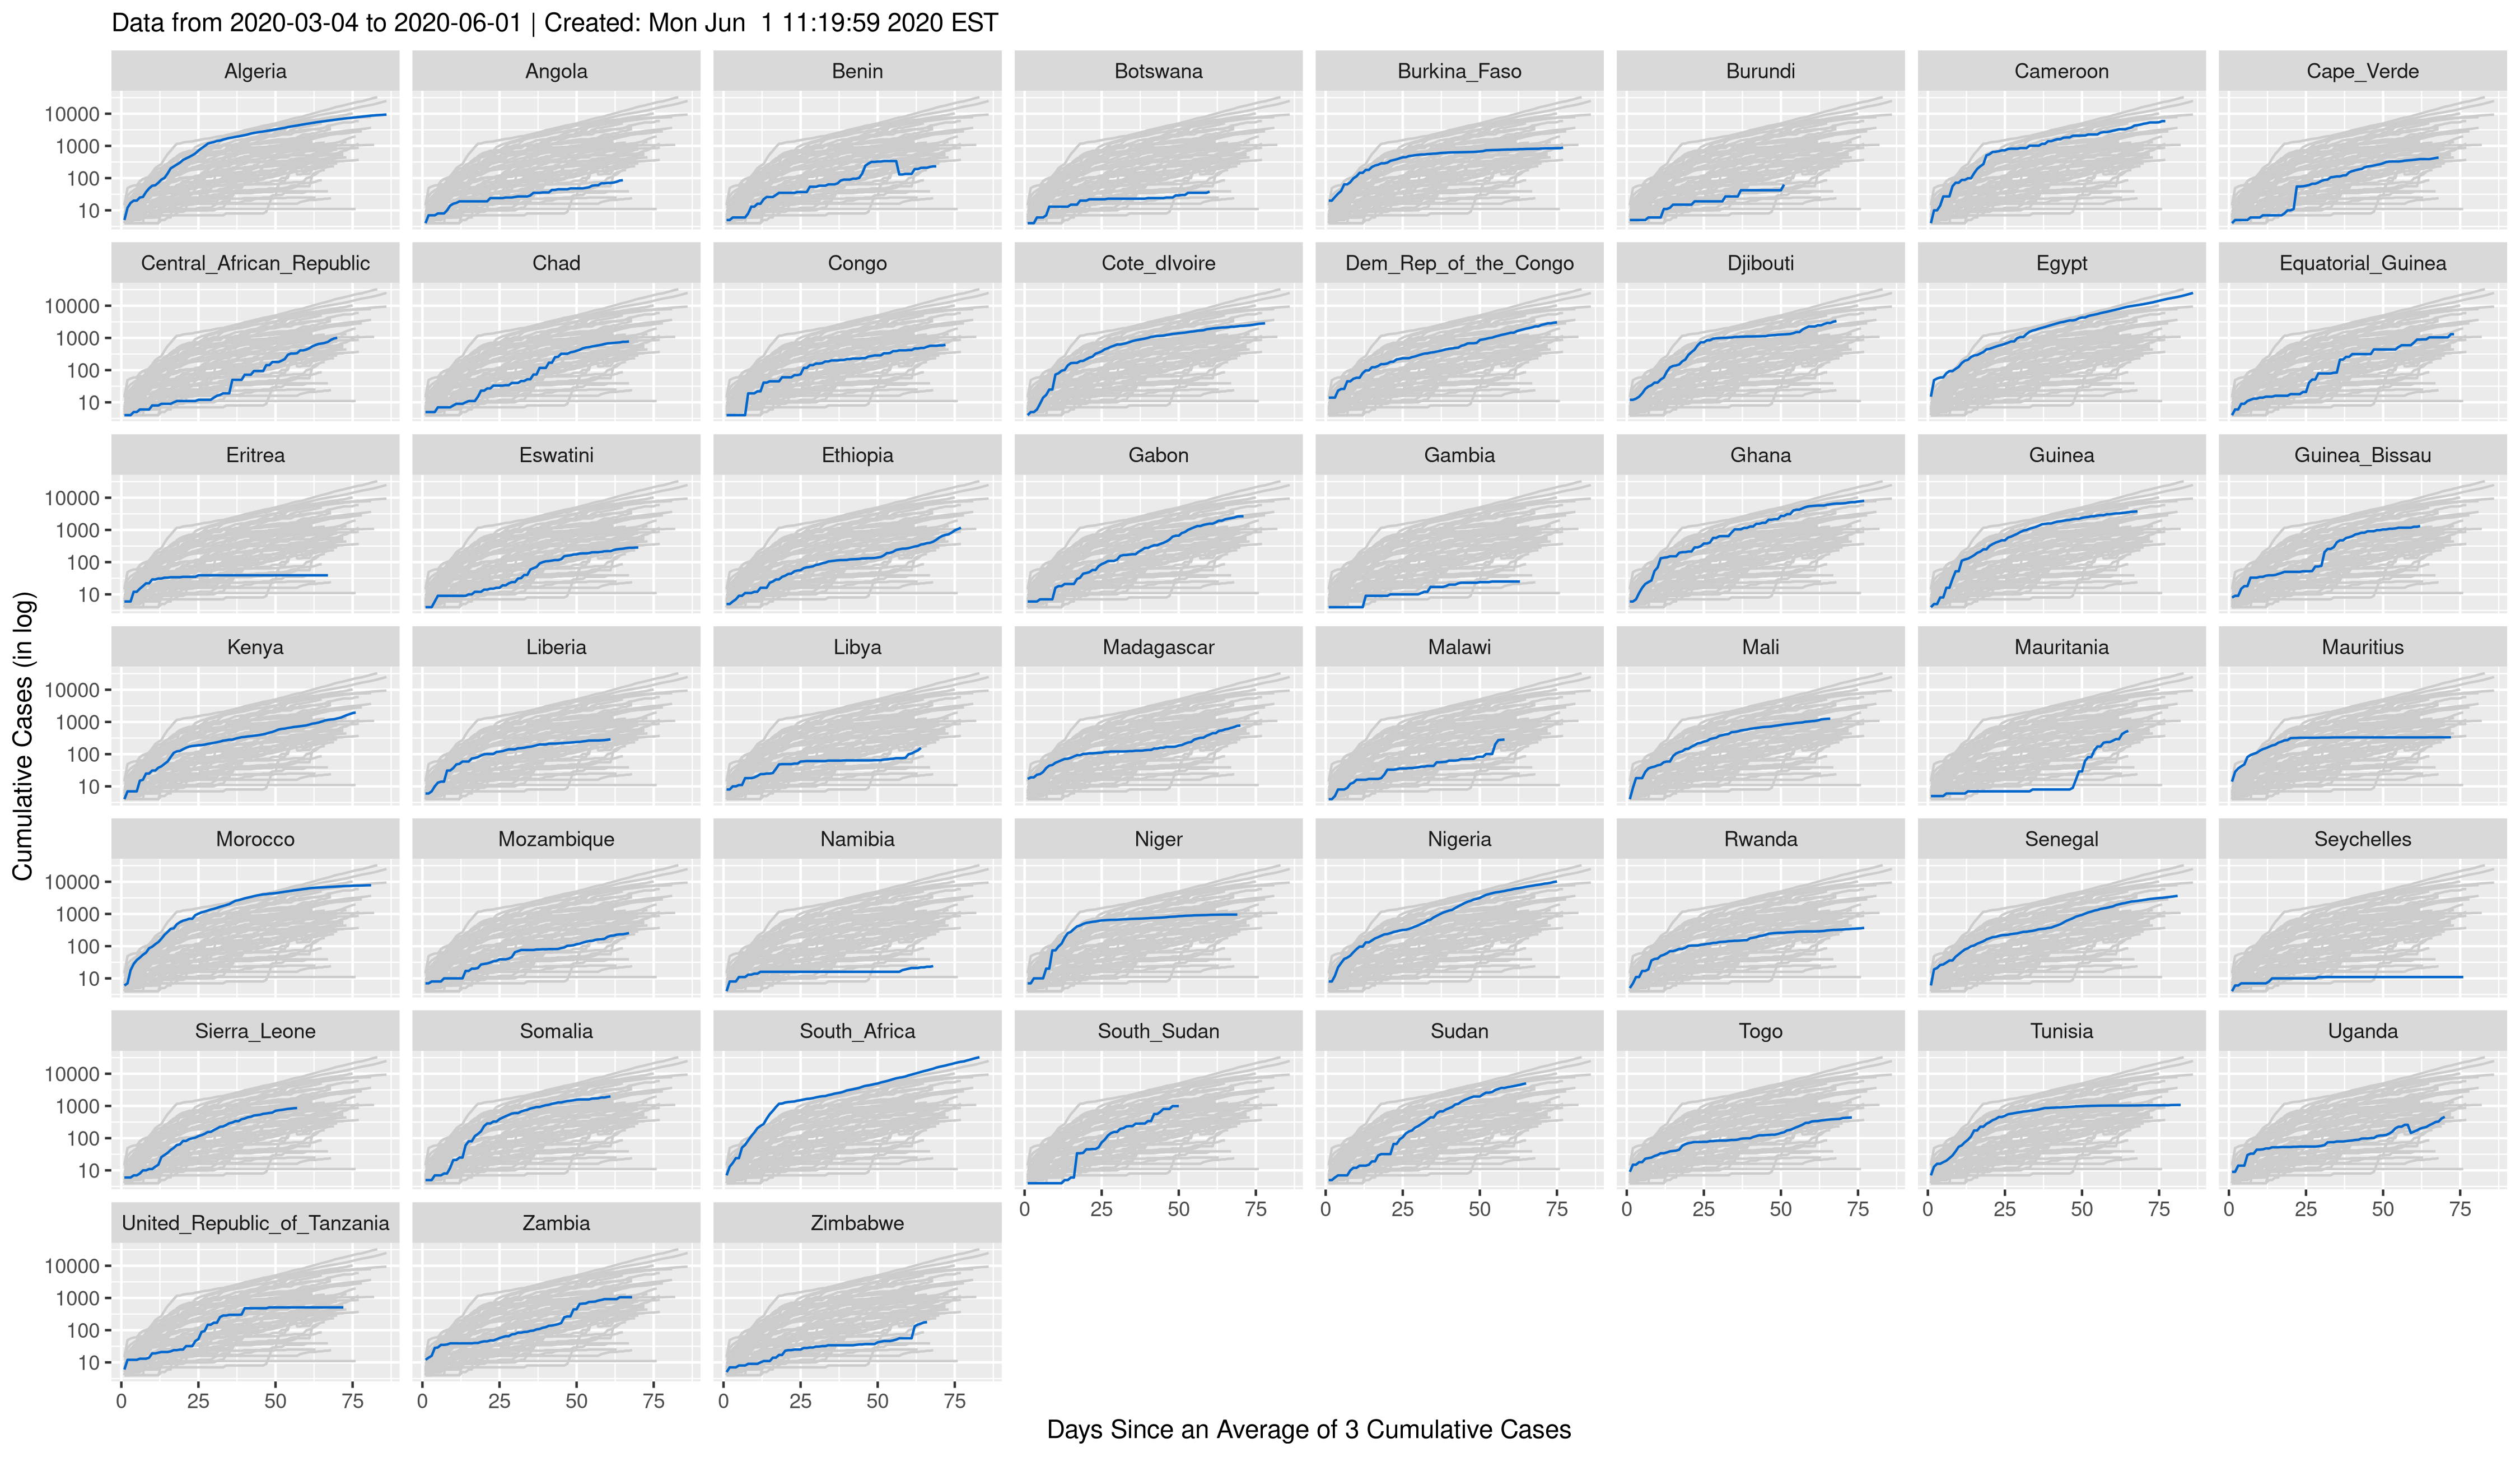 Data from 2020-03-04 to 2020-06-01 | Created: Mon Jun  1 11:19:59 2020 EST
Algeria Angola Benin Botswana Burkina_Faso Burundi Cameroon Cape_Verde
10000
1000
100
10
Central_African_Republic Chad Congo Cote_dIvoire Dem_Rep_of_the_Congo Djibouti Egypt Equatorial_Guinea
10000
1000
100
10
Eritrea Eswatini Ethiopia Gabon Gambia Ghana Guinea Guinea_Bissau
10000
1000
100
10
Cumulative Cases (in log)
Kenya Liberia Libya Madagascar Malawi Mali Mauritania Mauritius
10000
1000
100
10
Morocco Mozambique Namibia Niger Nigeria Rwanda Senegal Seychelles
10000
1000
100
10
Sierra_Leone Somalia South_Africa South_Sudan Sudan Togo Tunisia Uganda
10000
1000
100
10
0 25 50 75 0 25 50 75 0 25 50 75 0 25 50 75 0 25 50 75
United_Republic_of_Tanzania Zambia Zimbabwe
10000
1000
100
10
0 25 50 75 0 25 50 75 0 25 50 75
Days Since an Average of 3 Cumulative Cases